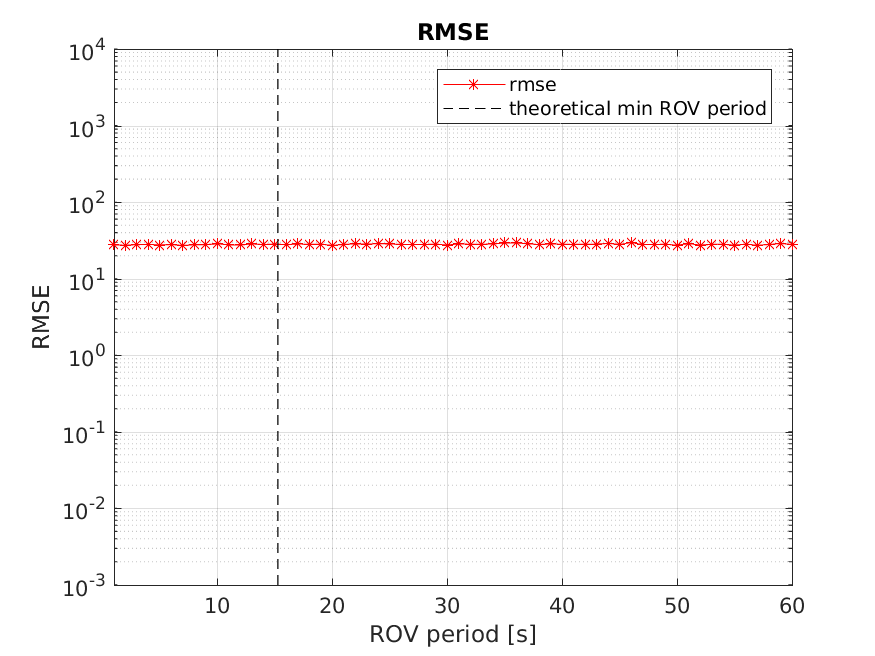 RMSE
10^4
10^3
10^2
10^1
10^0
10^-1
10^-2
10^-3
RMSE
rmse
theoretical min ROV period
10 20 30 40 50 60
ROV period [s]